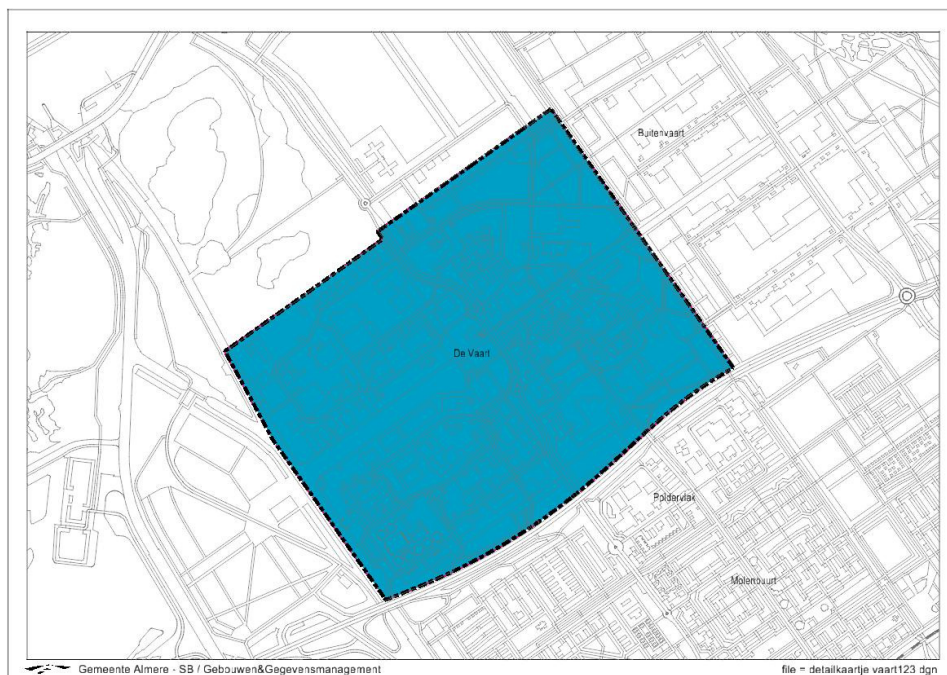 Buitenvaart
De Vaart
Poldervlak
Molenbuurt
Gemeente Almere - SB / Gebouwen&Gegevensmanagement
file = detailkaartje vaart123 dgn